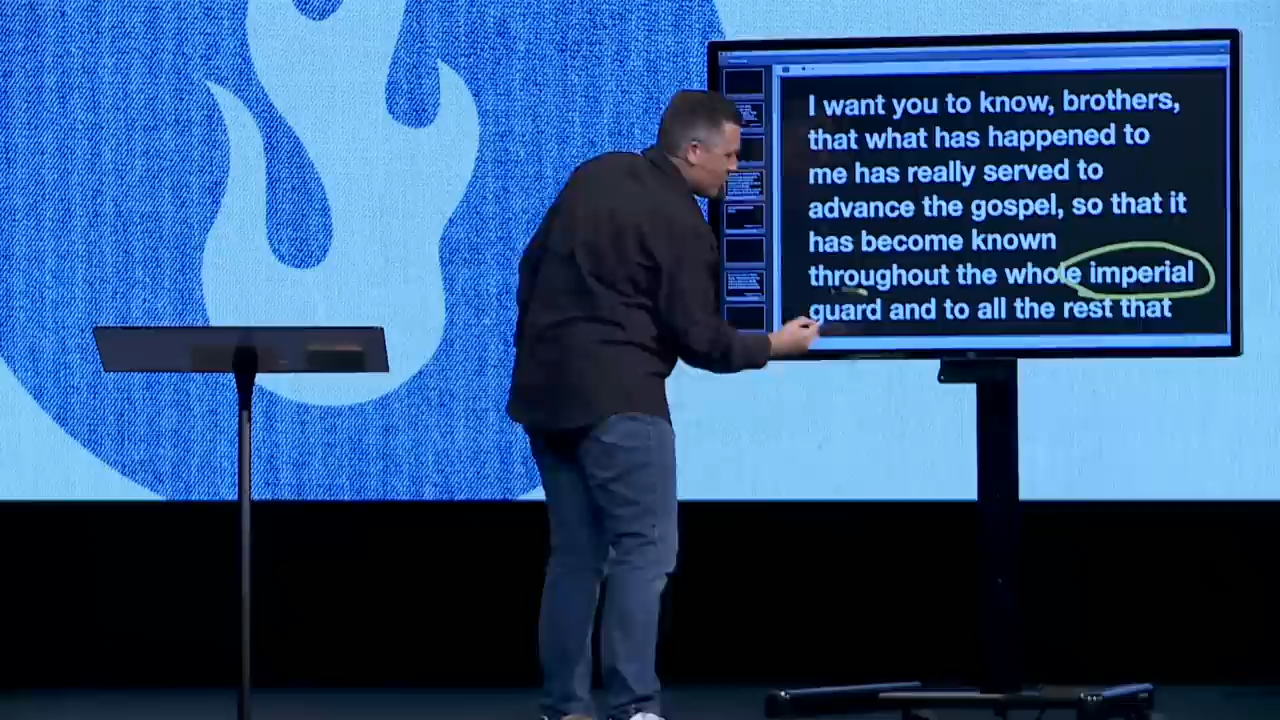 I want you to know, brothers,
that what has happened to
me has really served to
advance the gospel, so that it
has become known
throughout the whole imperial
guard and to all the rest that